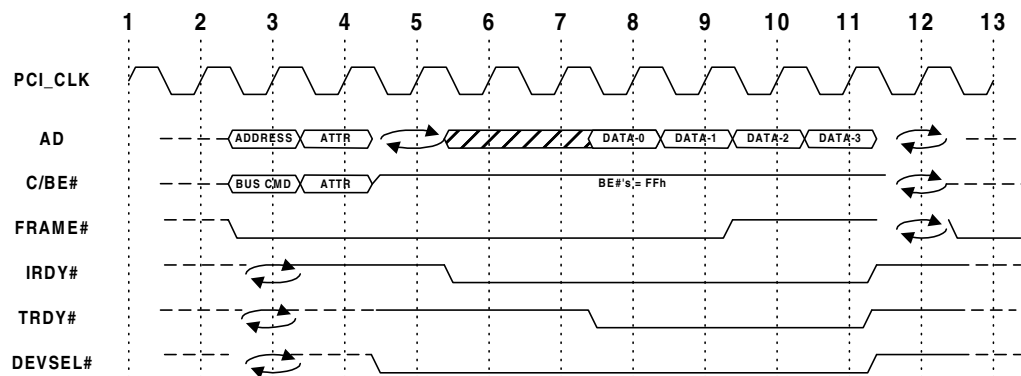 1 2 3 4 5 6 7 8 9 10 11 12 13
PCI_CLK
AD ADDRESS ATTR DATA-0 DATA-1 DATA-2 DATA-3
C/BE# BUS CMD ATTR BE#'s = FFh
FRAME#
IRDY#
TRDY#
DEVSEL#